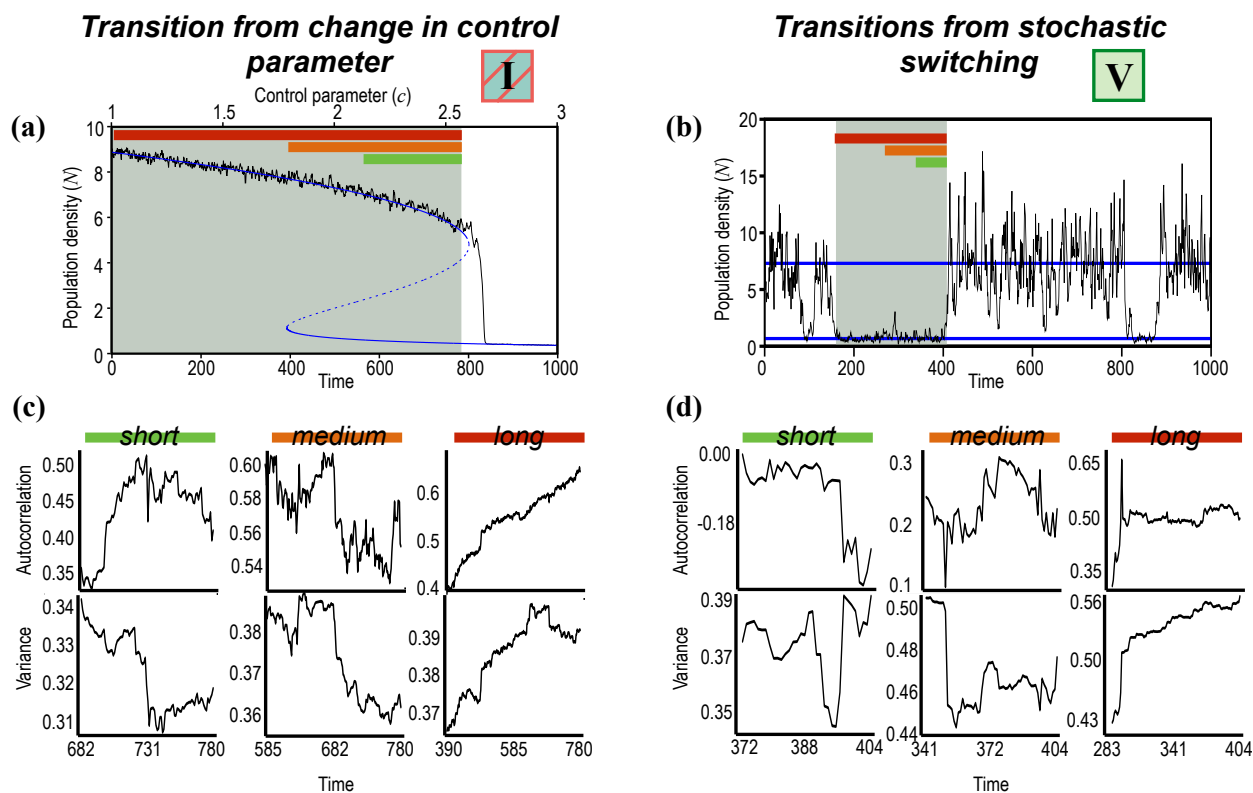 Transition from change in control
parameter
I
Control parameter (c)
1 1.5 2 2.5 3
(a)
10
8
6
4
2
0
Population density (N)
0 200 400 600 800 1000
Time
Transitions from stochastic
switching
V
(b)
20
15
10
5
0
Population density (N)
0 200 400 600 800 1000
Time
(c)
short medium long
Autocorrelation
0.50
0.45
0.40
0.35
0.60
0.58
0.56
0.54
0.6
0.5
0.4
Variance
0.34
0.33
0.32
0.31
0.38
0.37
0.36
0.39
0.38
0.37
682 731 780
585 682 780
390 585 780
Time
(d)
short medium long
Autocorrelation
0.00
-0.18
0.3
0.2
0.1
0.65
0.50
0.35
Variance
0.39
0.37
0.35
0.50
0.48
0.46
0.44
0.56
0.50
0.43
372 388 404
341 372 404
283 341 404
Time